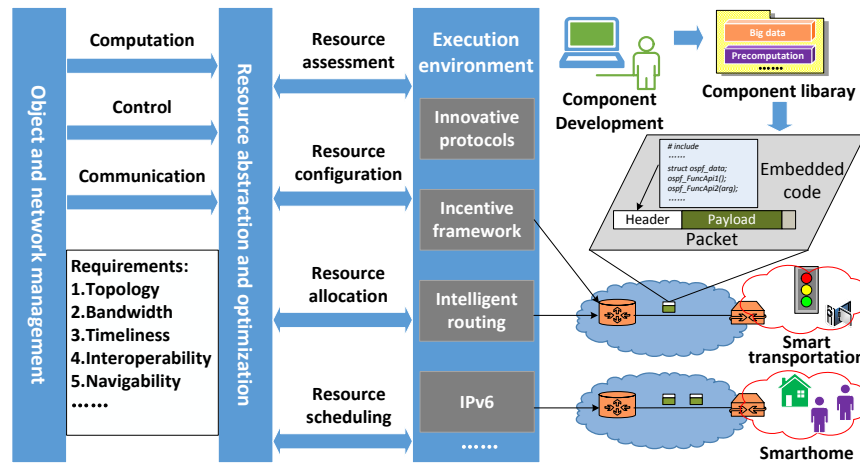 Object and network management
Computation
Control
Communication
Requirements:
1.Topology
2.Bandwidth
3.Timeliness
4.Interoperability
5.Navigability
……
Resource abstraction and optimization
Resource
assessment
Resource
configuration
Resource
allocation
Resource
scheduling
Execution
environment
Innovative
protocols
Incentive
framework
Intelligent
routing
IPv6
……
Component
Development
Big data
Precomputation
……
Component libaray
# include
……
struct ospf_data;
ospf_FuncApi1();
ospf_FuncApi2(arg);
……
Embedded
code
Header
Payload
Packet
Smart
transportation
Smarthome